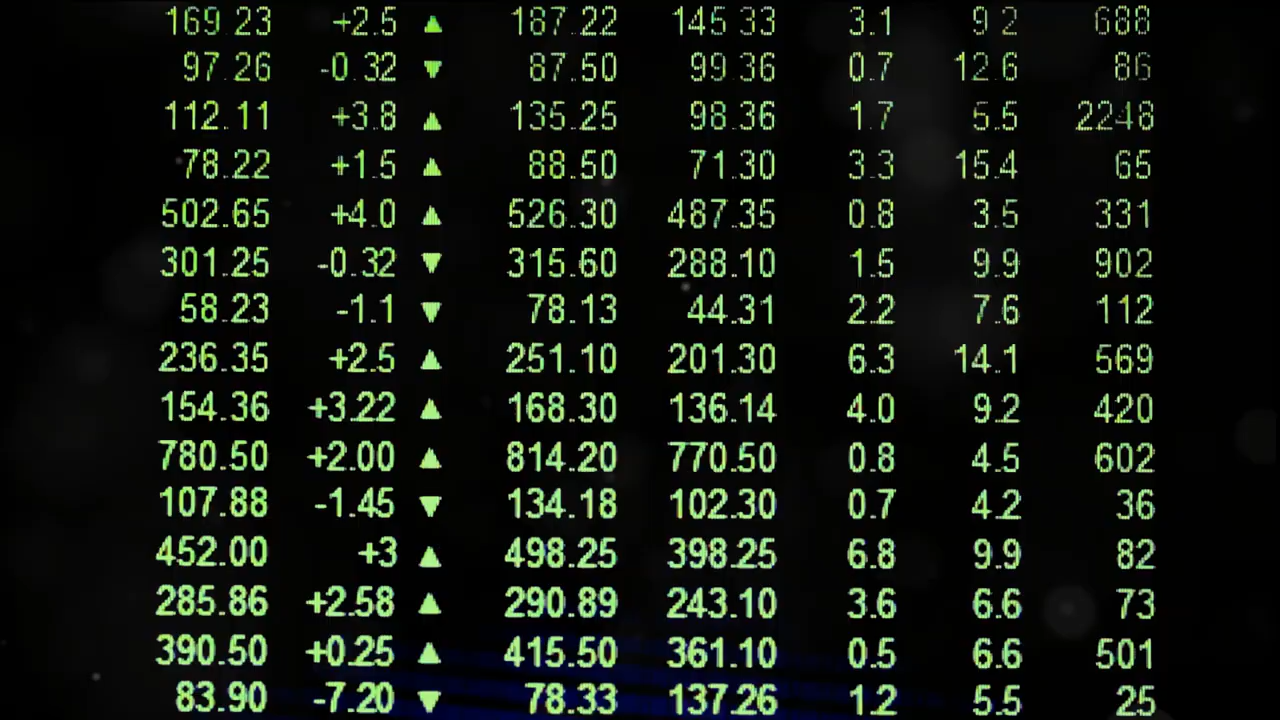 169.23 +2.5 ▲ 187.22 145.33 3.1 9.2 688
97.26 -0.32 ▼ 87.50 99.36 0.7 12.6 86
112.11 +3.8 ▲ 135.25 98.36 1.7 5.5 2248
78.22 +1.5 ▲ 88.50 71.30 3.3 15.4 65
502.65 +4.0 ▲ 526.30 487.35 0.8 3.5 331
301.25 -0.32 ▼ 315.60 288.10 1.5 9.9 902
58.23 -1.1 ▼ 78.13 44.31 2.2 7.6 112
236.35 +2.5 ▲ 251.10 201.30 6.3 14.1 569
154.36 +3.22 ▲ 168.30 136.14 4.0 9.2 420
780.50 +2.00 ▲ 814.20 770.50 0.8 4.5 602
107.88 -1.45 ▼ 134.18 102.30 0.7 4.2 36
452.00 +3 ▲ 498.25 398.25 6.8 9.9 82
285.86 +2.58 ▲ 290.89 243.10 3.6 6.6 73
390.50 +0.25 ▲ 415.50 361.10 0.5 6.6 501
83.90 -7.20 ▼ 78.33 137.26 1.2 5.5 25